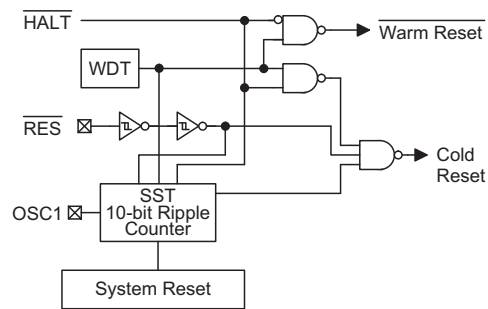 HALT
Warm Reset
WDT
RES
Cold
Reset
SST
10-bit Ripple
Counter
OSC1
System Reset